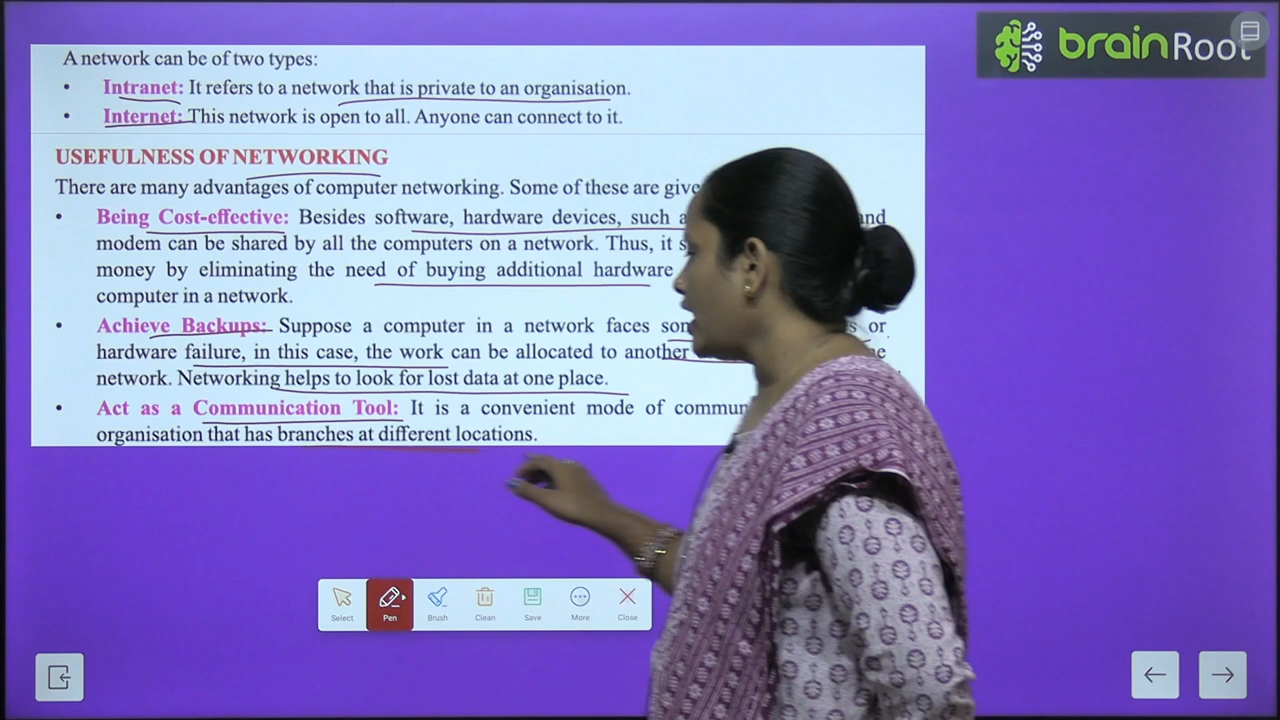 A network can be of two types:
• Intranet: It refers to a network that is private to an organisation.
• Internet: This network is open to all. Anyone can connect to it.
USEFULNESS OF NETWORKING
There are many advantages of computer networking. Some of these are give
• Being Cost-effective: Besides software, hardware devices, such a and
modem can be shared by all the computers on a network. Thus, it s
money by eliminating the need of buying additional hardware
computer in a network.
• Achieve Backups: Suppose a computer in a network faces som s or
hardware failure, in this case, the work can be allocated to another e
network. Networking helps to look for lost data at one place.
• Act as a Communication Tool: It is a convenient mode of commun
organisation that has branches at different locations.
brainRoot
Select Pen Brush Clean Save More Close